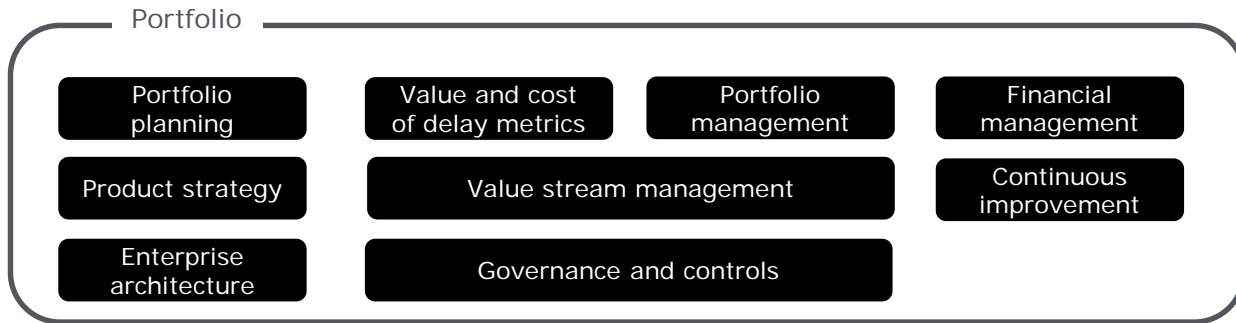 Portfolio
Portfolio
planning
Value and cost
of delay metrics
Portfolio
management
Financial
management
Product strategy
Value stream management
Continuous
improvement
Enterprise
architecture
Governance and controls